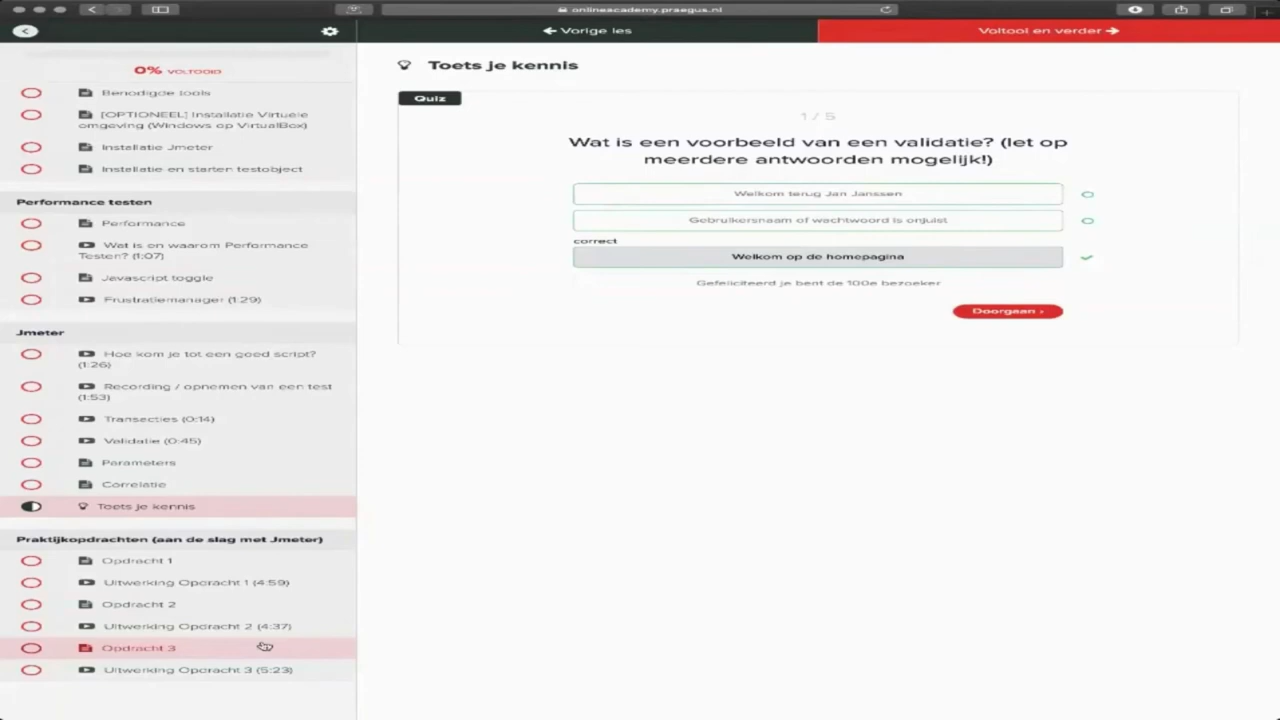 onlineacademy.praegus.nl
← Vorige les
Voltooi en verder →
0% VOLTOOID
Benodigde tools
[OPTIONEEL] Installatie Virtuele
omgeving (Windows op VirtualBox)
Installatie Jmeter
Installatie en starten testobject
Performance testen
Performance
Wat is en waarom Performance
Testen? (1:07)
Javascript toggle
Frustratiemanager (1:29)
Jmeter
Hoe kom je tot een goed script?
(1:26)
Recording / opnemen van een test
(1:53)
Transacties (0:14)
Validatie (0:45)
Parameters
Correlatie
Toets je kennis
Praktijkopdrachten (aan de slag met Jmeter)
Opdracht 1
Uitwerking Opdracht 1 (4:59)
Opdracht 2
Uitwerking Opdracht 2 (4:37)
Opdracht 3
Uitwerking Opdracht 3 (5:23)
Toets je kennis
Quiz
1 / 5
Wat is een voorbeeld van een validatie? (let op
meerdere antwoorden mogelijk!)
Welkom terug Jan Janssen
Gebruikersnaam of wachtwoord is onjuist
correct
Welkom op de homepagina
Gefeliciteerd je bent de 100e bezoeker
Doorgaan ›